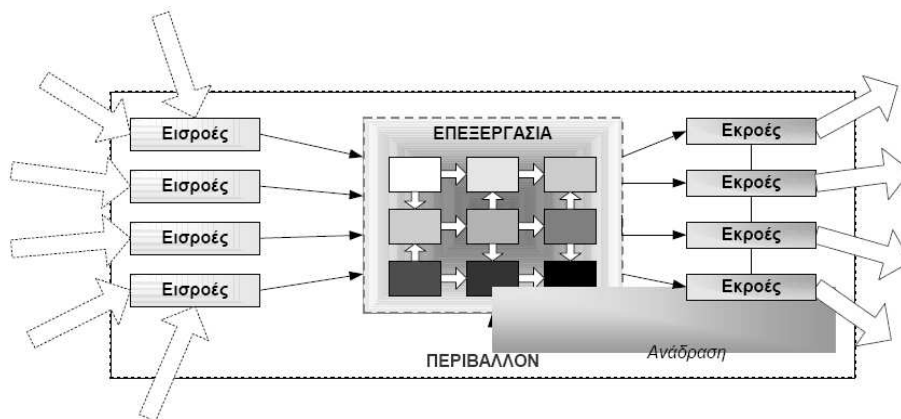 Εισροές
Εισροές
Εισροές
Εισροές
ΕΠΕΞΕΡΓΑΣΙΑ
Εκροές
Εκροές
Εκροές
Εκροές
Ανάδραση
ΠΕΡΙΒΑΛΛΟΝ